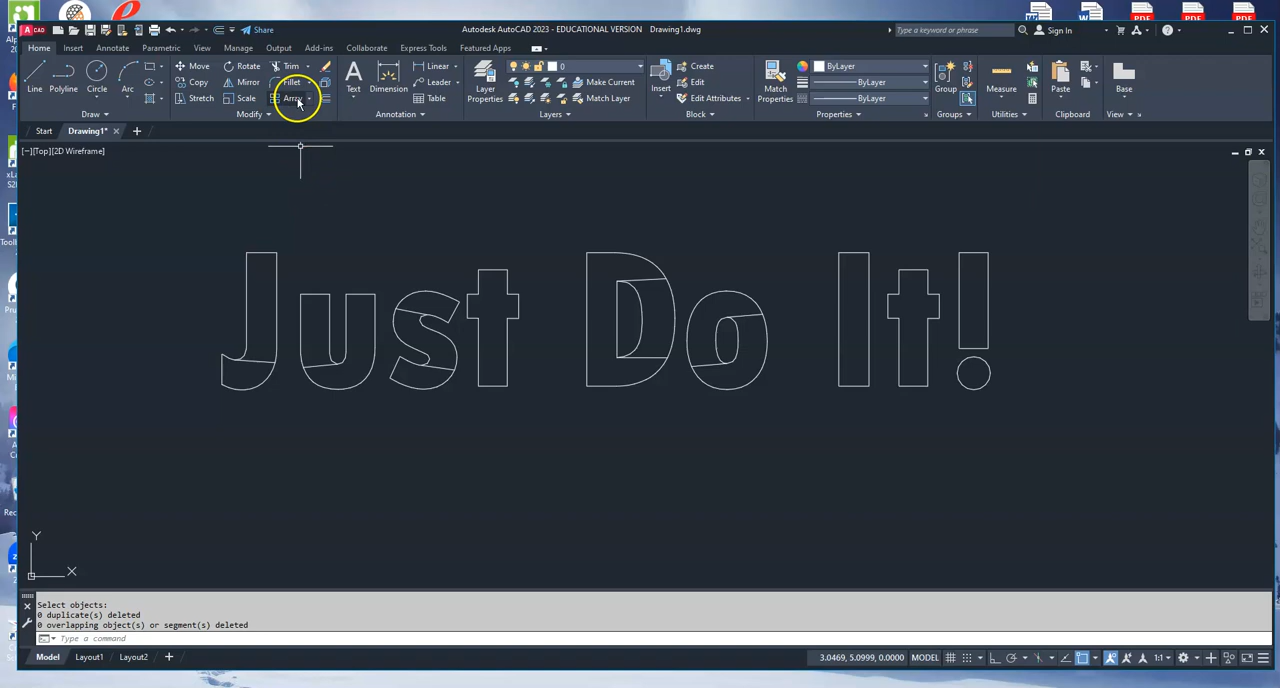 Share
Autodesk AutoCAD 2023 - EDUCATIONAL VERSION Drawing1.dwg
Type a keyword or phrase
Sign In
Home Insert Annotate Parametric View Manage Output Add-ins Collaborate Express Tools Featured Apps
Line Polyline Circle Arc
Draw
Move Rotate Trim
Copy Mirror Fillet
Stretch Scale Array
Modify
Text Dimension
Linear
Leader
Table
Annotation
Layer Properties
0
Make Current
Match Layer
Layers
Insert
Create
Edit
Edit Attributes
Block
Match Properties
ByLayer
ByLayer
ByLayer
Properties
Group
Groups
Measure
Utilities
Paste
Clipboard
Base
View
Start Drawing1*
[−][Top][2D Wireframe]
Just Do It!
Y
X
Select objects:
0 duplicate(s) deleted
0 overlapping object(s) or segment(s) deleted
Type a command
Model Layout1 Layout2
3.0469, 5.0999, 0.0000 MODEL
1:1